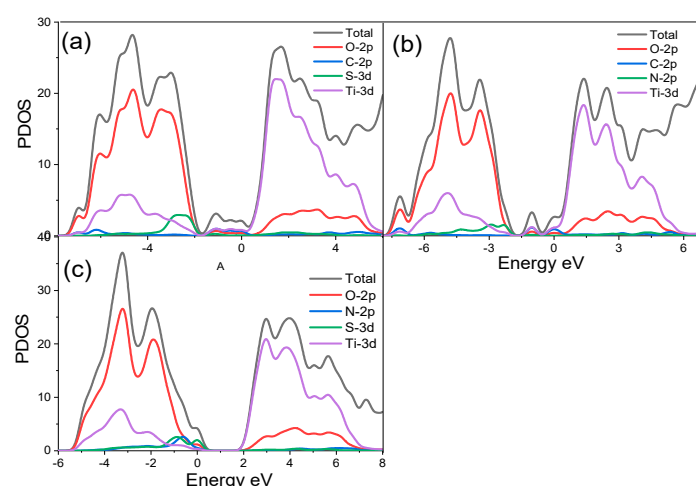 (a)
Total
O-2p
C-2p
S-3d
Ti-3d
PDOS
30
20
10
-4
0
4
A
(b)
Total
O-2p
C-2p
N-2p
Ti-3d
-6
-3
0
3
6
Energy eV
(c)
Total
O-2p
N-2p
S-3d
Ti-3d
PDOS
40
30
20
10
0
-6
-4
-2
0
2
4
6
8
Energy eV